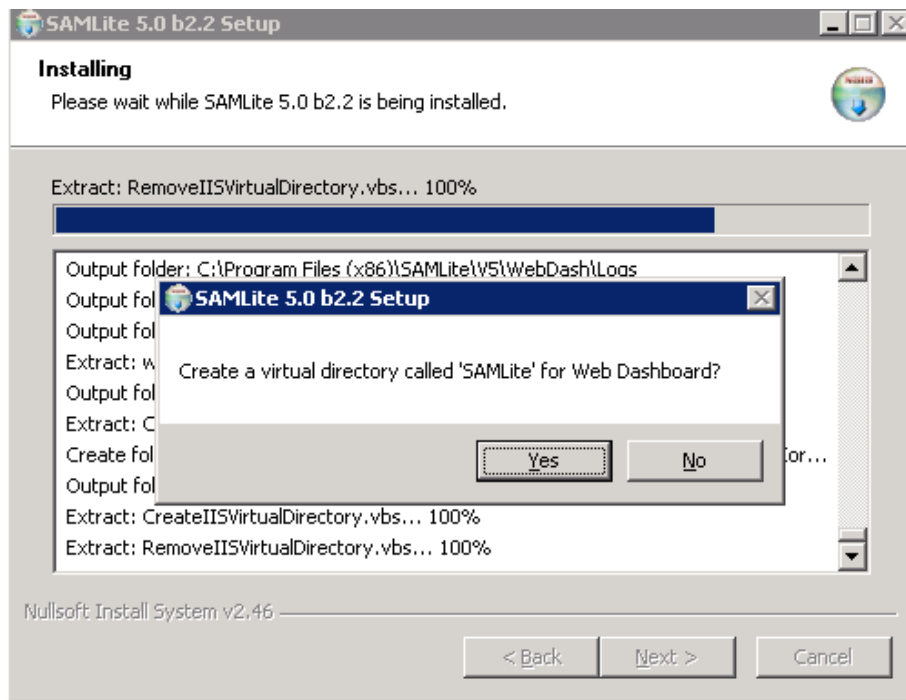 SAMLite 5.0 b2.2 Setup
Installing
Please wait while SAMLite 5.0 b2.2 is being installed.
Extract: RemoveIISVirtualDirectory.vbs... 100%
Output folder: C:\Program Files (x86)\SAMLite\V5\WebDash\Logs
Output fol
SAMLite 5.0 b2.2 Setup
Output fol
Extract: w
Create a virtual directory called 'SAMLite' for Web Dashboard?
Output fol
Extract: C
Create fol
Yes
No
Output fol
Extract: CreateIISVirtualDirectory.vbs... 100%
Extract: RemoveIISVirtualDirectory.vbs... 100%
Nullsoft Install System v2.46
< Back
Next >
Cancel